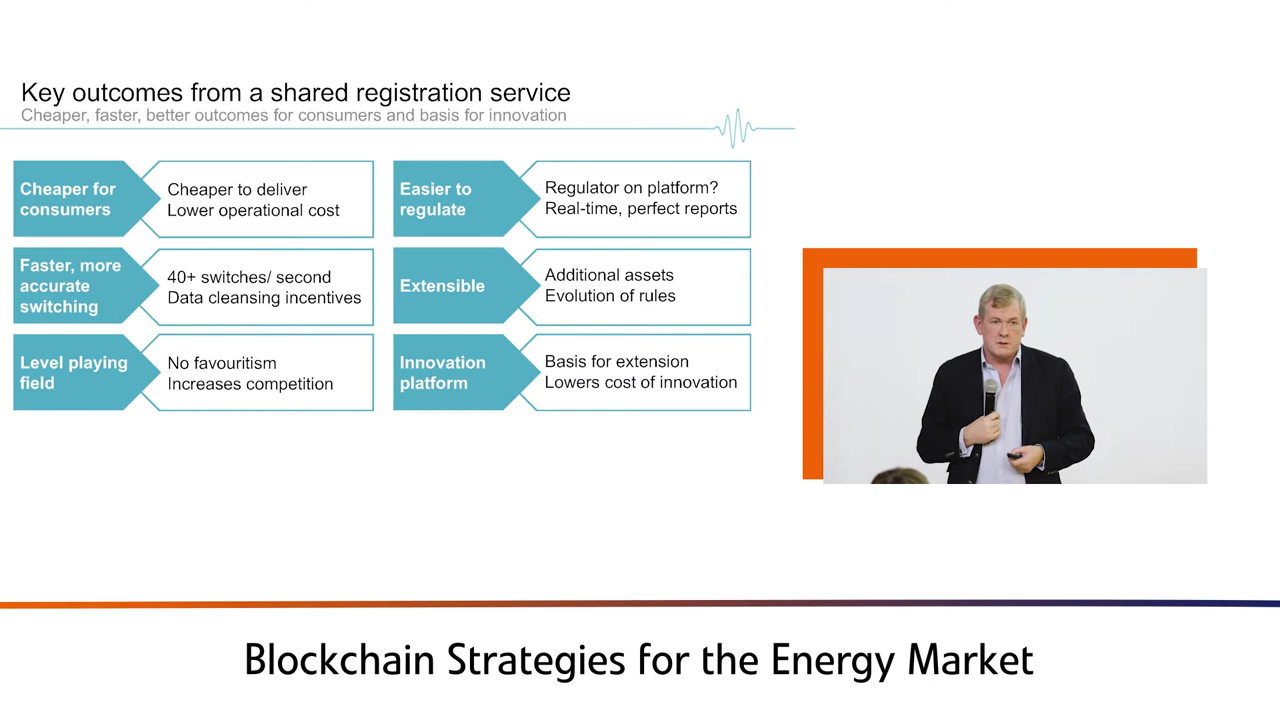 Key outcomes from a shared registration service
Cheaper, faster, better outcomes for consumers and basis for innovation
Cheaper for
consumers
Cheaper to deliver
Lower operational cost
Easier to
regulate
Regulator on platform?
Real-time, perfect reports
Faster, more
accurate
switching
40+ switches/ second
Data cleansing incentives
Extensible
Additional assets
Evolution of rules
Level playing
field
No favouritism
Increases competition
Innovation
platform
Basis for extension
Lowers cost of innovation
Blockchain Strategies for the Energy Market